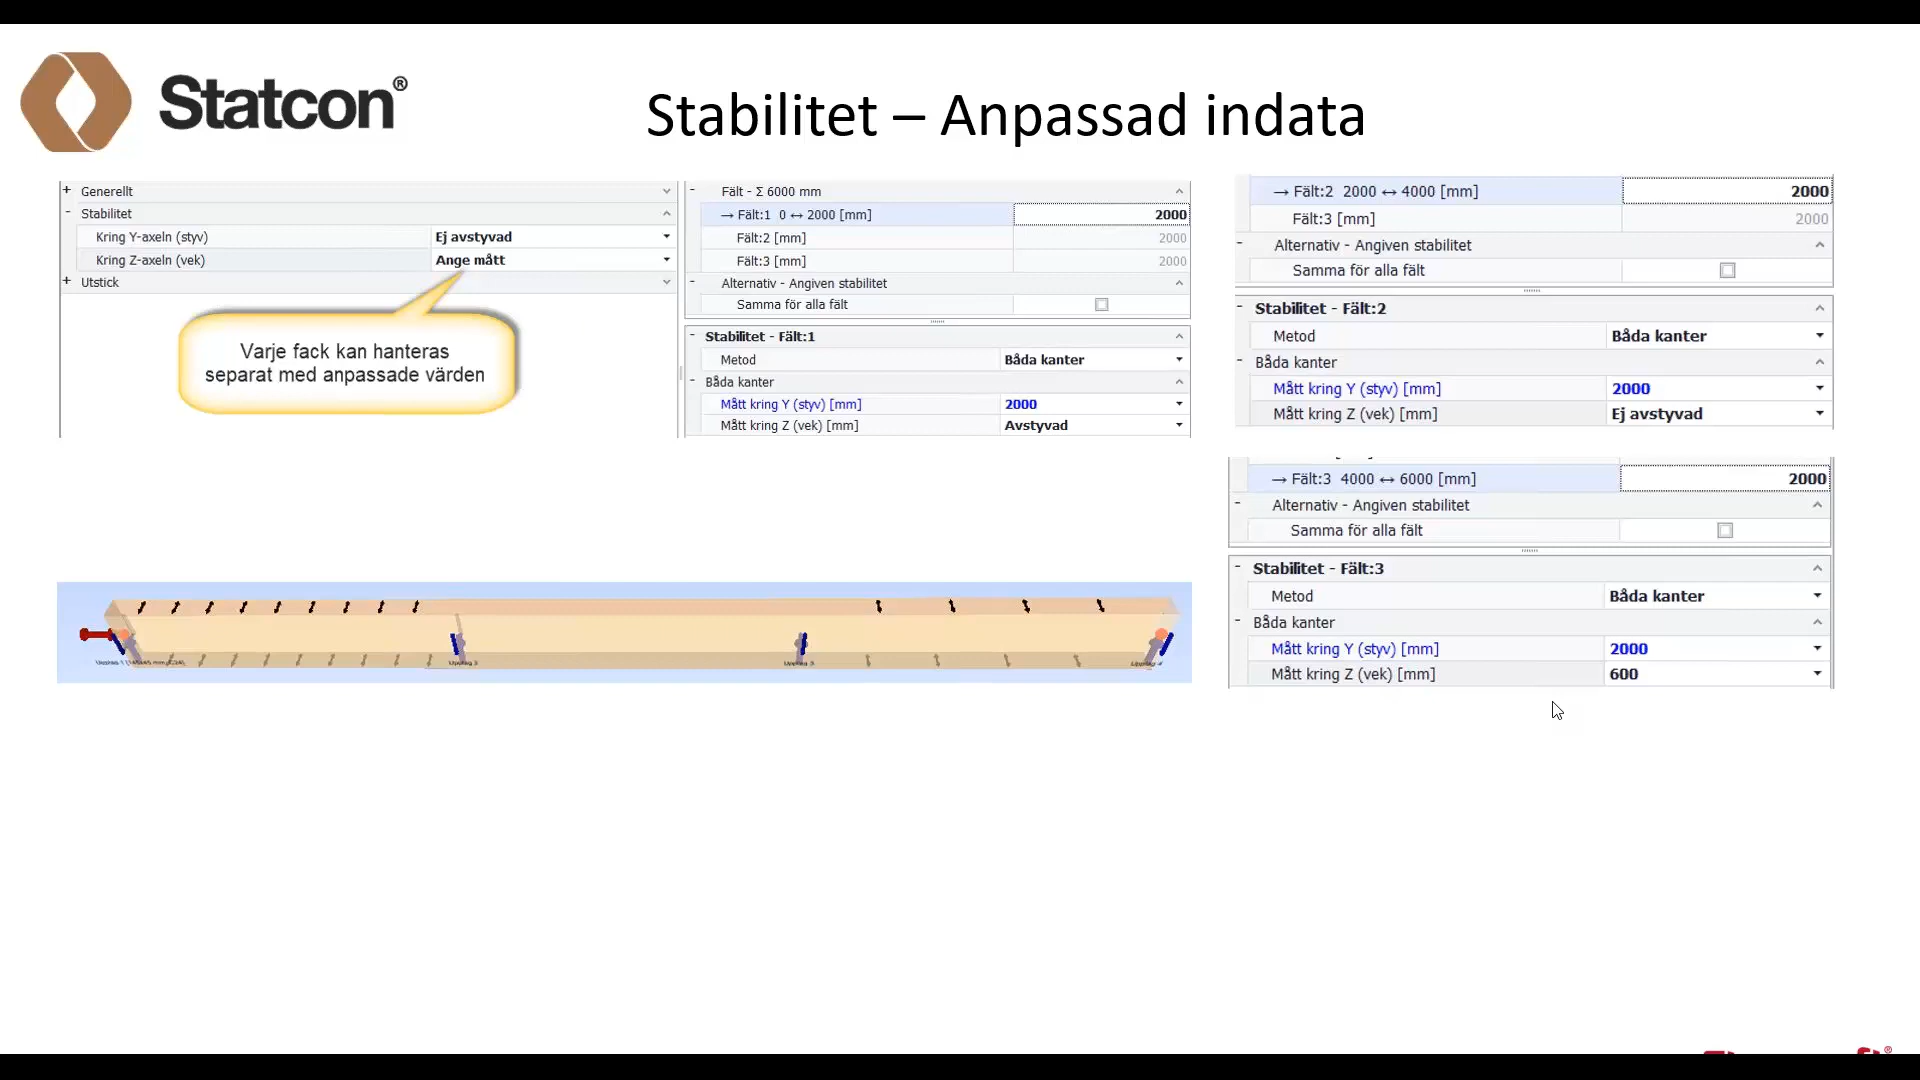 Statcon®
Stabilitet – Anpassad indata
Generellt
Stabilitet
Kring Y-axeln (styv) Ej avstyvad
Kring Z-axeln (vek) Ange mått
Utstick
Varje fack kan hanteras
separat med anpassade värden
Fält - Σ 6000 mm
→ Fält:1 0 ↔ 2000 [mm] 2000
Fält:2 [mm] 2000
Fält:3 [mm] 2000
Alternativ - Angiven stabilitet
Samma för alla fält
Stabilitet - Fält:1
Metod Båda kanter
Båda kanter
Mått kring Y (styv) [mm] 2000
Mått kring Z (vek) [mm] Avstyvad
→ Fält:2 2000 ↔ 4000 [mm] 2000
Fält:3 [mm] 2000
Alternativ - Angiven stabilitet
Samma för alla fält
Stabilitet - Fält:2
Metod Båda kanter
Båda kanter
Mått kring Y (styv) [mm] 2000
Mått kring Z (vek) [mm] Ej avstyvad
→ Fält:3 4000 ↔ 6000 [mm] 2000
Alternativ - Angiven stabilitet
Samma för alla fält
Stabilitet - Fält:3
Metod Båda kanter
Båda kanter
Mått kring Y (styv) [mm] 2000
Mått kring Z (vek) [mm] 600